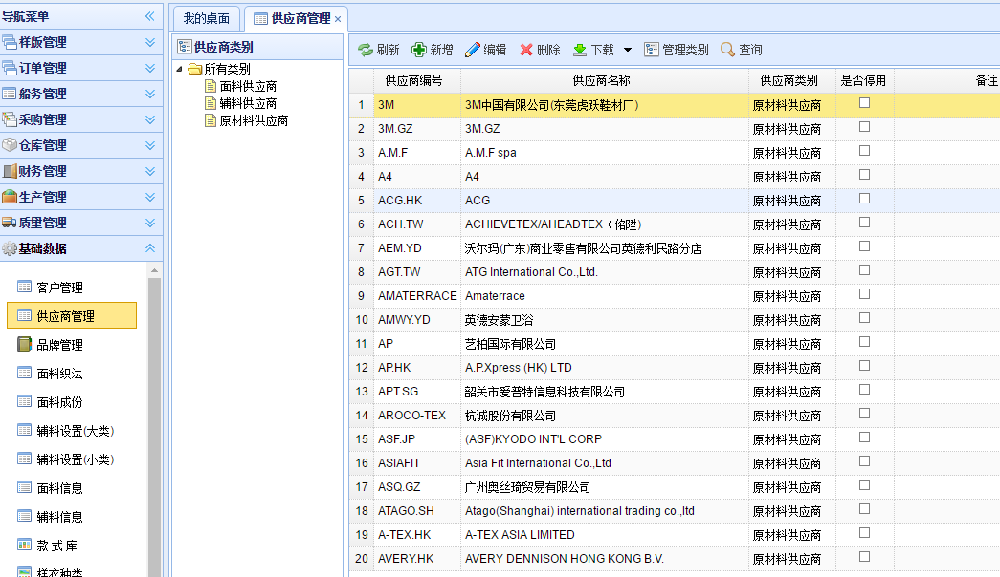 导航菜单
样版管理
订单管理
船务管理
采购管理
仓库管理
财务管理
生产管理
质量管理
基础数据
客户管理
供应商管理
品牌管理
面料织法
面料成份
辅料设置(大类)
辅料设置(小类)
面料信息
辅料信息
款 式 库
样衣种类
我的桌面 供应商管理
供应商类别
所有类别
面料供应商
辅料供应商
原材料供应商
刷新 新增 编辑 删除 下载 管理类别 查询
供应商编号 供应商名称 供应商类别 是否停用 备注
1 3M 3M中国有限公司(东莞虎跃鞋材厂) 原材料供应商
2 3M.GZ 3M.GZ 原材料供应商
3 A.M.F A.M.F spa 原材料供应商
4 A4 A4 原材料供应商
5 ACG.HK ACG 原材料供应商
6 ACH.TW ACHIEVETEX/AHEADTEX ( 原材料供应商
7 AEM.YD 沃尔玛(广东)商业零售有限公司英德利民路分店 原材料供应商
8 AGT.TW ATG International Co.,Ltd. 原材料供应商
9 AMATERRACE Amaterrace 原材料供应商
10 AMWY.YD 英德安蒙卫浴 原材料供应商
11 AP 艺柏国际有限公司 原材料供应商
12 AP.HK A.P.Xpress (HK) LTD 原材料供应商
13 APT.SG 韶关市爱普特信息科技有限公司 原材料供应商
14 AROCO-TEX 杭诚股份有限公司 原材料供应商
15 ASF.JP (ASF)KYODO INT'L CORP 原材料供应商
16 ASIAFIT Asia Fit International Co.,Ltd 原材料供应商
17 ASQ.GZ 广州奥丝琦贸易有限公司 原材料供应商
18 ATAGO.SH Atago(Shanghai) international trading co.,ltd 原材料供应商
19 A-TEX.HK A-TEX ASIA LIMITED 原材料供应商
20 AVERY.HK AVERY DENNISON HONG KONG B.V. 原材料供应商